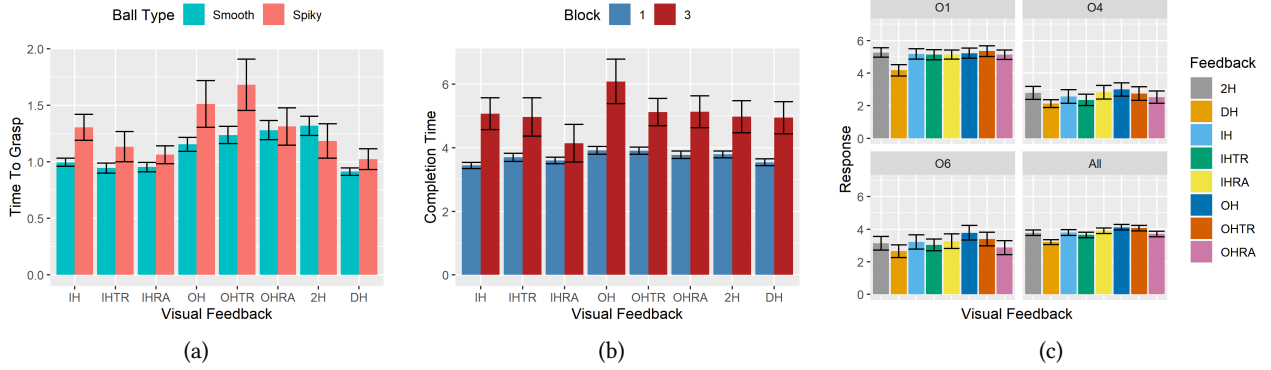 Ball Type Smooth Spiky
Time To Grasp
2.0
1.5
1.0
0.5
0.0
IH IHTR IHRA OH OHTR OHRA 2H DH
Visual Feedback
(a)
Block 1 3
Completion Time
6
4
2
0
IH IHTR IHRA OH OHTR OHRA 2H DH
Visual Feedback
(b)
O1 O4
Response
6
4
2
0
O6 All
6
4
2
0
Visual Feedback
Feedback
2H
DH
IH
IHTR
IHRA
OH
OHTR
OHRA
(c)